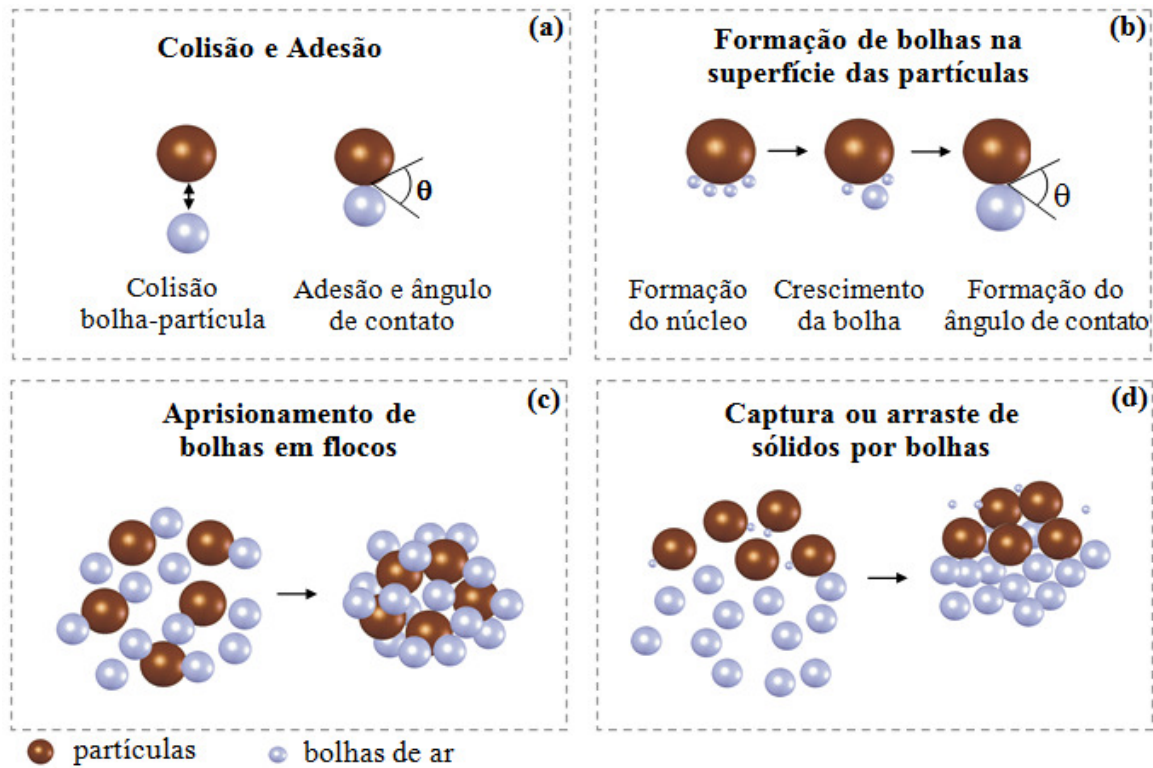 (a)
Colisão e Adesão
θ
Colisão
bolha-partícula
Adesão e ângulo
de contato
(b)
Formação de bolhas na
superfície das partículas
θ
Formação
do núcleo
Crescimento
da bolha
Formação do
ângulo de contato
(c)
Aprisionamento de
bolhas em flocos
(d)
Captura ou arraste de
sólidos por bolhas
partículas
bolhas de ar